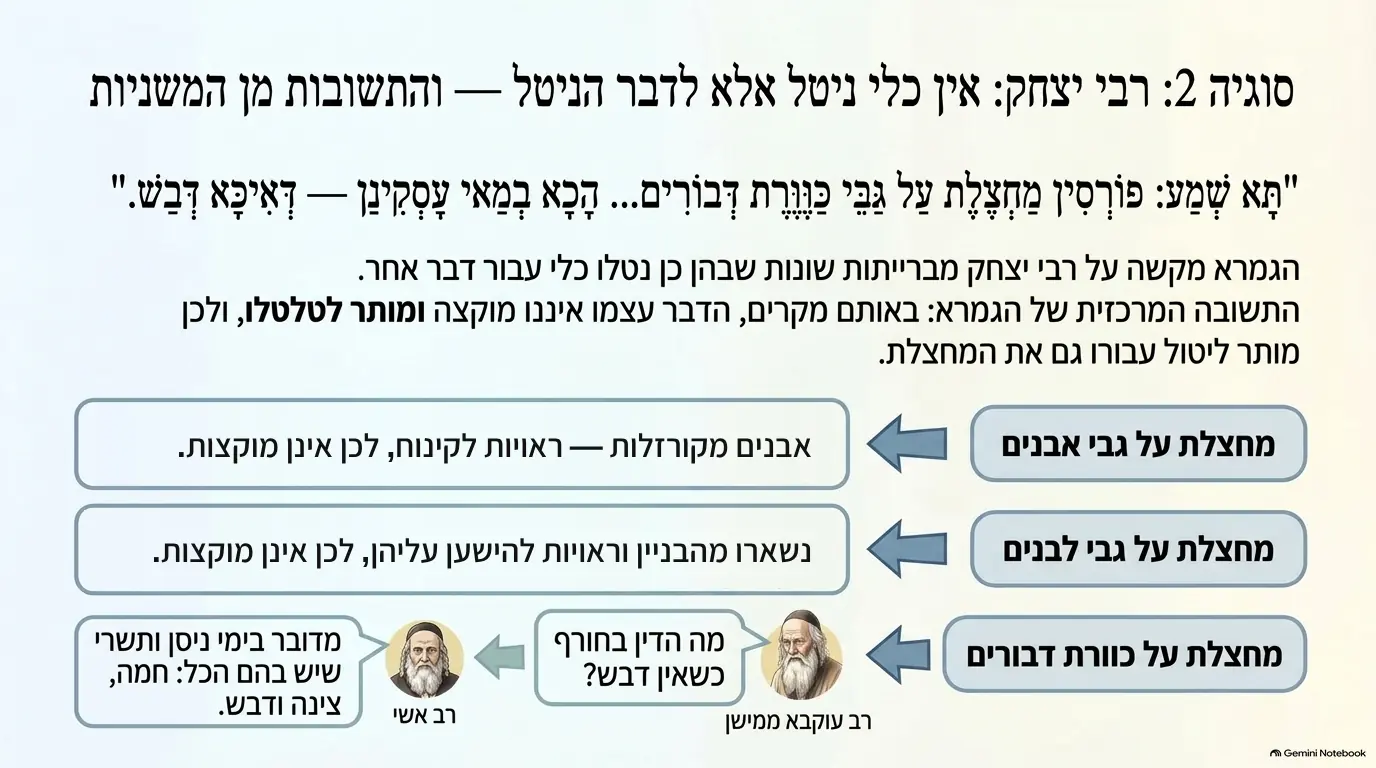 סוגיה 2: רבי יצחק: אין כלי ניטל אלא לדבר הניטל — והתשובות מן המשניות
"תָּא שְׁמַע: פּוֹרְסִין מַחְצֶלֶת עַל גַּבֵּי כַּוֶּורֶת דְּבוֹרִים... הָכָא בְמַאי עָסְקִינַן — דְּאִיכָּא דְּבַשׁ."
הגמרא מקשה על רבי יצחק מברייתות שונות שבהן כן נטלו כלי עבור דבר אחר.
התשובה המרכזית של הגמרא: באותם מקרים, הדבר עצמו איננו מוקצה ומותר לטלטלו, ולכן
מותר ליטול עבורו גם את המחצלת.
מחצלת על גבי אבנים
אבנים מקורזלות — ראויות לקינוח, לכן אינן מוקצות.
מחצלת על גבי לבנים
נשארו מהבניין וראויות להישען עליהן, לכן אינן מוקצות.
מחצלת על כוורת דבורים
מה הדין בחורף
כשאין דבש?
רב עוקבא ממישן
מדובר בימי ניסן ותשרי
שיש בהם הכל: חמה,
צינה ודבש.
רב אשי
Gemini Notebook